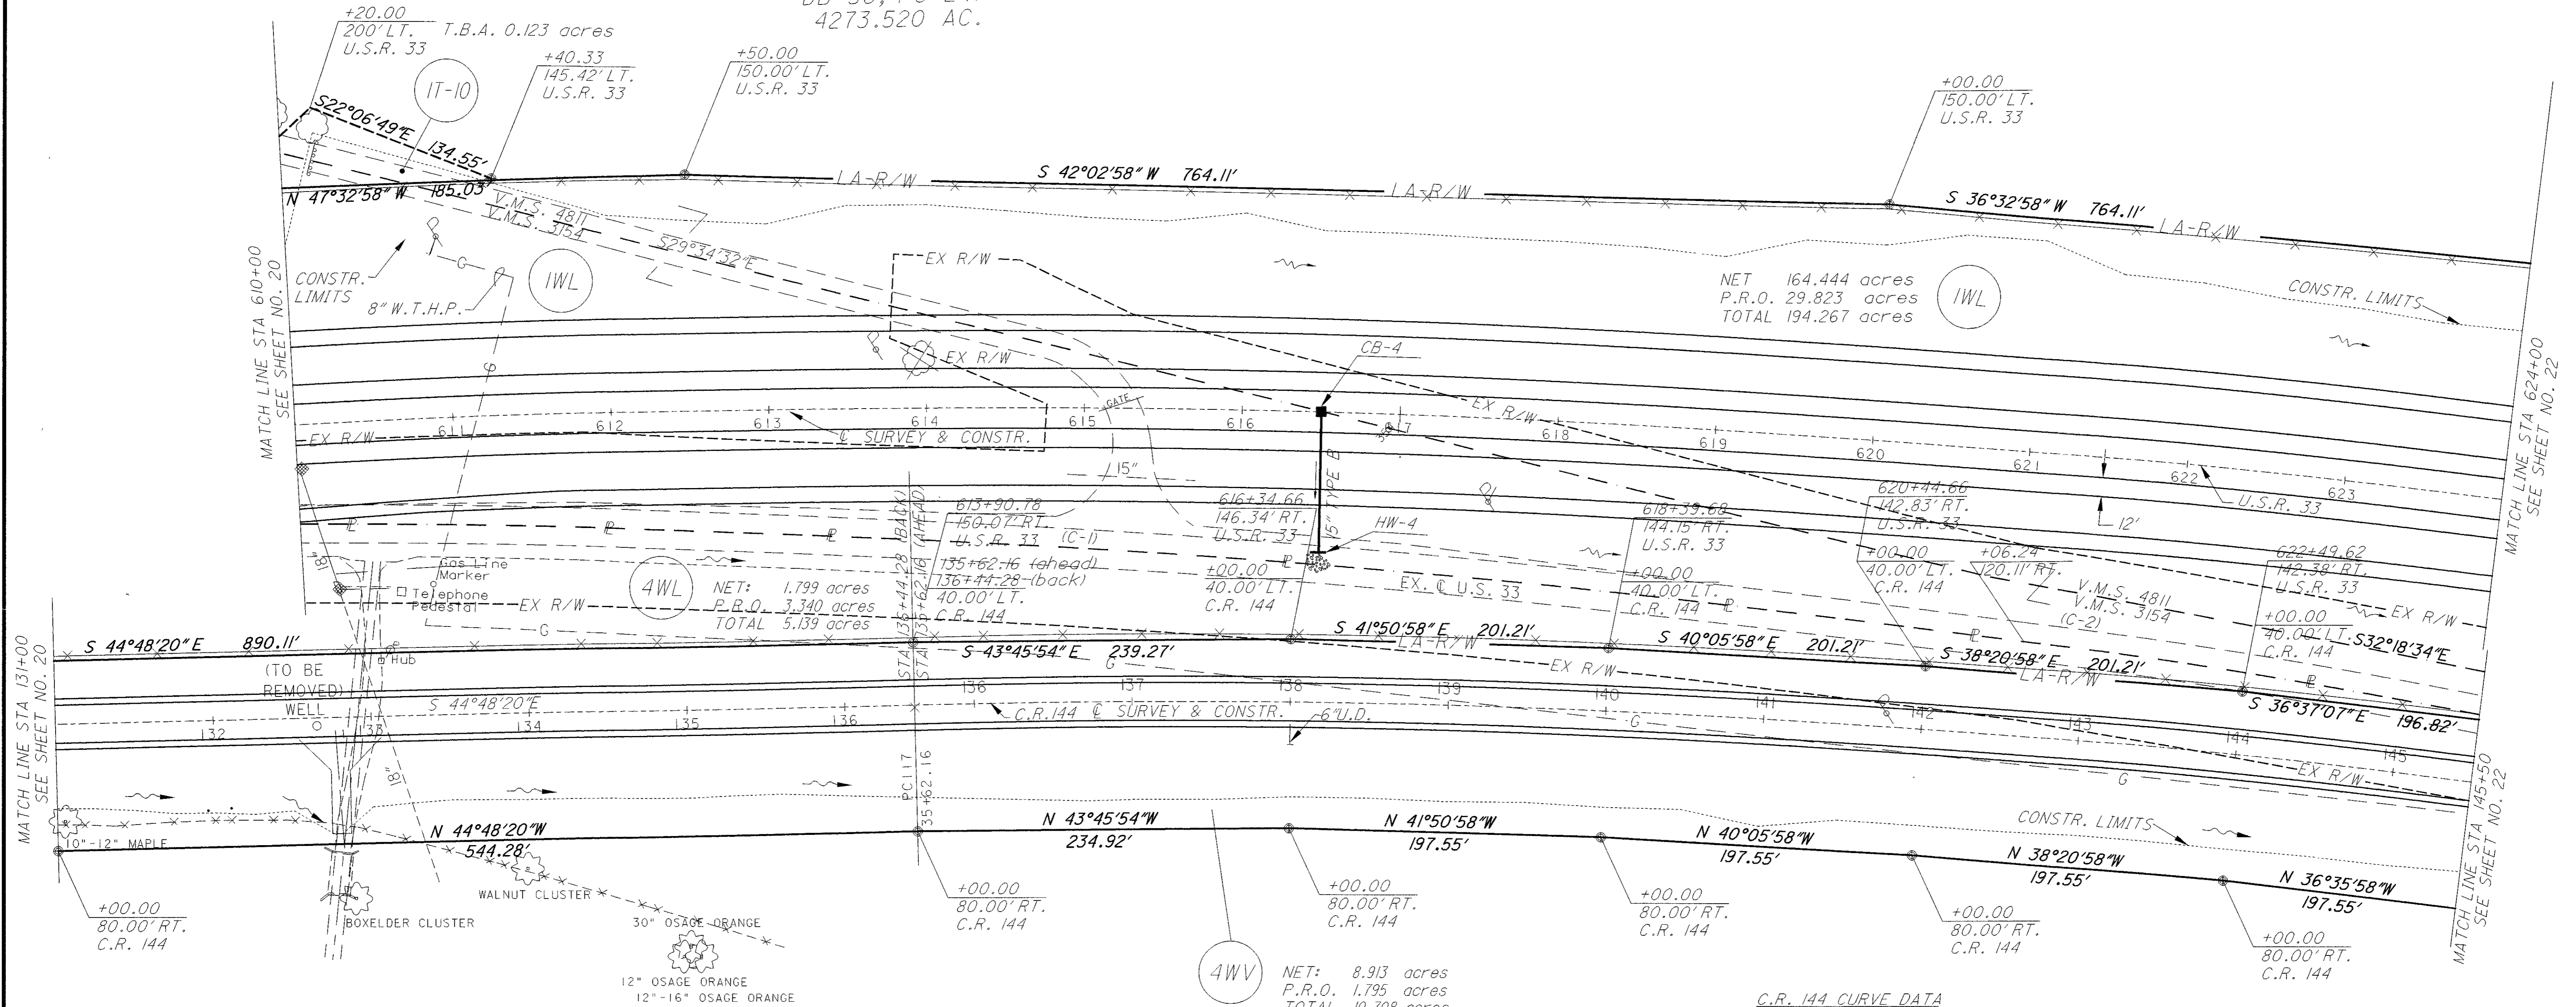 4273.520 AC.
+20.00
200' LT.
U.S.R. 33
T.B.A. 0.123 acres
1T-10
+40.33
145.42' LT.
U.S.R. 33
+50.00
150.00' LT.
U.S.R. 33
+00.00
150.00' LT.
U.S.R. 33
S22°06'49"E 134.55'
N 47°32'58" W 185.03'
LA-R/W
S 42°02'58" W 764.11'
LA-R/W
S 36°32'58" W 764.11'
LA-R/W
V.M.S. 4811
V.M.S. 3154
S29°34'32"E
MATCH LINE STA 610+00
SEE SHEET NO. 20
CONSTR.
LIMITS
G
8" W.T.H.P.
1WL
EX R/W
EX R/W
NET 164.444 acres
P.R.O. 29.823 acres
TOTAL 194.267 acres
1WL
CONSTR. LIMITS
MATCH LINE STA 624+00
SEE SHEET NO. 22
CB-4
GATE
EX R/W
EX R/W
611
612
613
614
615
616
617
618
619
620
621
622
623
℄ SURVEY & CONSTR.
15"
15" TYPE B
HW-4
12'
U.S.R. 33
18"
Gas Line
Marker
Telephone
Pedestal
EX R/W
4WL
NET: 1.799 acres
P.R.O. 3.340 acres
TOTAL 5.139 acres
STA 136+44.28 (BACK)
STA 135+62.16 (AHEAD)
613+90.78
150.07' RT.
U.S.R. 33
(C-1)
135+62.16 (ahead)
136+44.28 (back)
40.00' LT.
C.R. 144
616+34.66
146.34' RT.
U.S.R. 33
+00.00
40.00' LT.
C.R. 144
EX. ℄ U.S. 33
618+39.68
144.15' RT.
U.S.R. 33
+00.00
40.00' LT.
C.R. 144
620+44.66
142.83' RT.
U.S.R. 33
+00.00
40.00' LT.
C.R. 144
+06.24
120.11' RT.
V.M.S. 4811
V.M.S. 3154
(C-2)
622+49.62
142.38' RT.
U.S.R. 33
+00.00
40.00' LT.
C.R. 144
EX R/W
S32°18'34"E
MATCH LINE STA 131+00
SEE SHEET NO. 20
S 44°48'20" E 890.11'
Hub
G
S 43°45'54" E 239.27'
G
S 41°50'58" E 201.21'
LA-R/W
EX R/W
S 40°05'58" E 201.21'
S 38°20'58" E 201.21'
LA-R/W
S 36°37'07" E 196.82'
(TO BE
REMOVED)
WELL
S 44°48'20"E
132
133
134
135
136
136
137
138
139
140
141
142
143
144
145
C.R. 144 ℄ SURVEY & CONSTR.
6" U.D.
G
G
EX R/W
18"
PC117
35+62.16
10"-12" MAPLE
N 44°48'20"W
544.28'
N 43°45'54"W
234.92'
N 41°50'58"W
197.55'
N 40°05'58"W
197.55'
N 38°20'58"W
197.55'
N 36°35'58"W
197.55'
CONSTR. LIMITS
MATCH LINE STA 145+50
SEE SHEET NO. 22
+00.00
80.00' RT.
C.R. 144
BOXELDER CLUSTER
WALNUT CLUSTER
30" OSAGE ORANGE
12" OSAGE ORANGE
12"-16" OSAGE ORANGE
+00.00
80.00' RT.
C.R. 144
+00.00
80.00' RT.
C.R. 144
+00.00
80.00' RT.
C.R. 144
+00.00
80.00' RT.
C.R. 144
+00.00
80.00' RT.
C.R. 144
4WV
NET: 8.913 acres
P.R.O. 1.795 acres
TOTAL 10.708 acres
C.R. 144 CURVE DATA